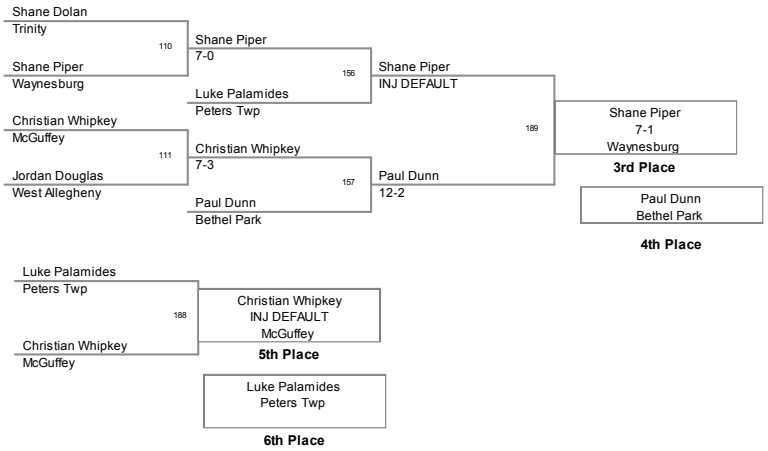 Shane Dolan
Trinity
110
Shane Piper
7-0
Shane Piper
Waynesburg
156
Shane Piper
INJ DEFAULT
Luke Palamides
Peters Twp
Christian Whipkey
McGuffey
111
Christian Whipkey
7-3
Jordan Douglas
West Allegheny
157
Paul Dunn
12-2
Paul Dunn
Bethel Park
189
Shane Piper
7-1
Waynesburg
3rd Place
Paul Dunn
Bethel Park
4th Place
Luke Palamides
Peters Twp
188
Christian Whipkey
McGuffey
Christian Whipkey
INJ DEFAULT
McGuffey
5th Place
Luke Palamides
Peters Twp
6th Place